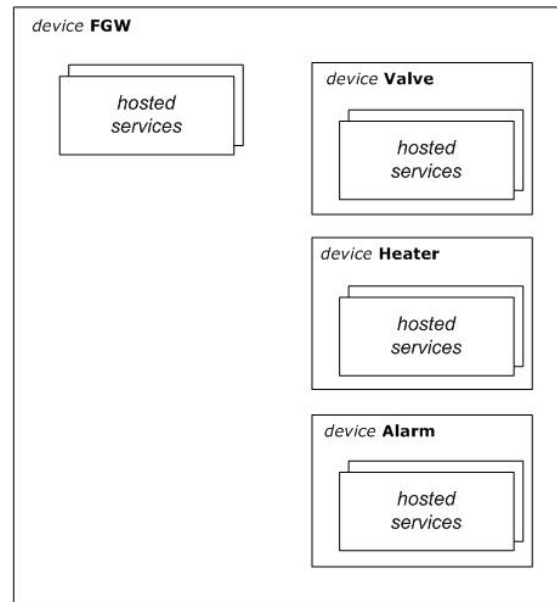 device FGW
hosted
services
device Valve
hosted
services
device Heater
hosted
services
device Alarm
hosted
services